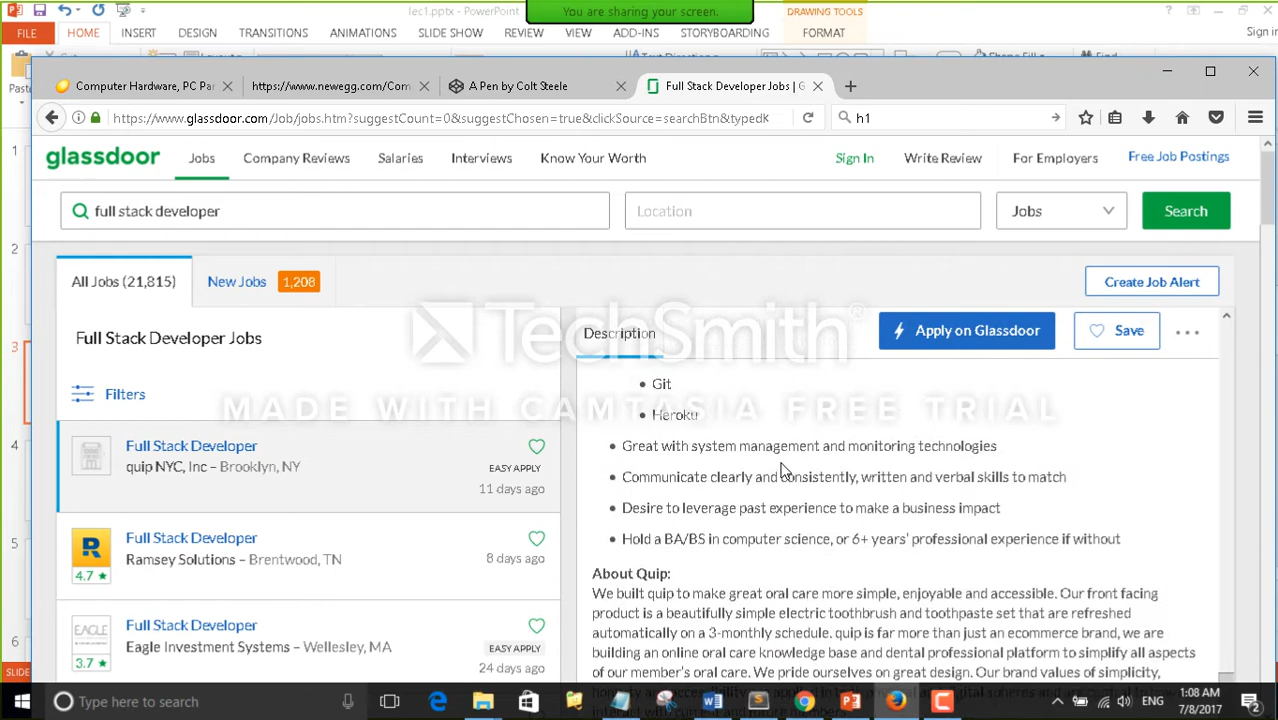 lec1.pptx - PowerPoint
You are sharing your screen.
DRAWING TOOLS
FILE HOME INSERT DESIGN TRANSITIONS ANIMATIONS SLIDE SHOW REVIEW VIEW ADD-INS STORYBOARDING FORMAT
Sign in
Computer Hardware, PC Par
https://www.newegg.com/Com
A Pen by Colt Steele
Full Stack Developer Jobs | G
https://www.glassdoor.com/Job/jobs.htm?suggestCount=0&suggestChosen=true&clickSource=searchBtn&typedK
h1
glassdoor Jobs Company Reviews Salaries Interviews Know Your Worth Sign In Write Review For Employers Free Job Postings
full stack developer Location Jobs Search
All Jobs (21,815) New Jobs 1,208 Create Job Alert
Full Stack Developer Jobs
Filters
Full Stack Developer
quip NYC, Inc – Brooklyn, NY
EASY APPLY
11 days ago
R
4.7 ★
Full Stack Developer
Ramsey Solutions – Brentwood, TN
8 days ago
EAGLE
3.7 ★
Full Stack Developer
Eagle Investment Systems – Wellesley, MA
EASY APPLY
24 days ago
Description Apply on Glassdoor Save
• Git
• Heroku
• Great with system management and monitoring technologies
• Communicate clearly and consistently, written and verbal skills to match
• Desire to leverage past experience to make a business impact
• Hold a BA/BS in computer science, or 6+ years' professional experience if without
About Quip:
We built quip to make great oral care more simple, enjoyable and accessible. Our front facing
product is a beautifully simple electric toothbrush and toothpaste set that are refreshed
automatically on a 3-monthly schedule. quip is far more than just an ecommerce brand, we are
building an online oral care knowledge base and dental professional platform to simplify all aspects
of our member's oral care. We pride ourselves on great design. Our brand values of simplicity,
TechSmith®
MADE WITH CAMTASIA FREE TRIAL
1
2
3
4
5
6
SLIDE
Type here to search
ENG
1:08 AM
7/8/2017
2